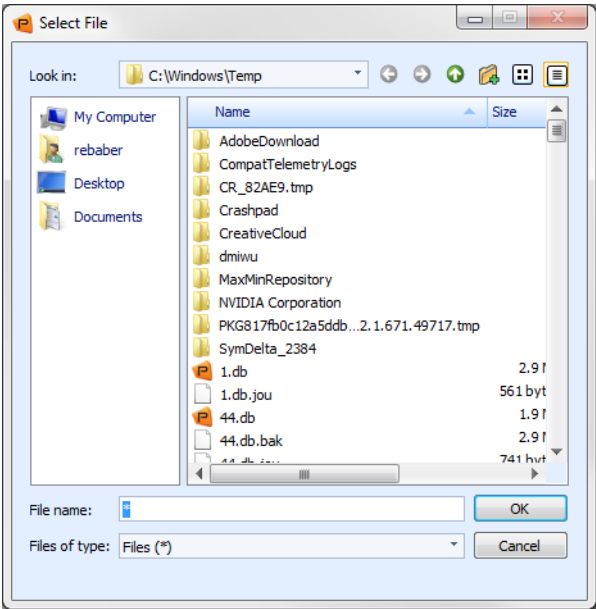 Select File
Look in: C:\Windows\Temp
My Computer
rebaber
Desktop
Documents
Name Size
AdobeDownload
CompatTelemetryLogs
CR_82AE9.tmp
Crashpad
CreativeCloud
dmiwu
MaxMinRepository
NVIDIA Corporation
PKG817fb0c12a5ddb...2.1.671.49717.tmp
SymDelta_2384
1.db 2.9
1.db.jou 561 byt
44.db 1.9
44.db.bak 2.9
File name: *
OK
Files of type: Files (*)
Cancel